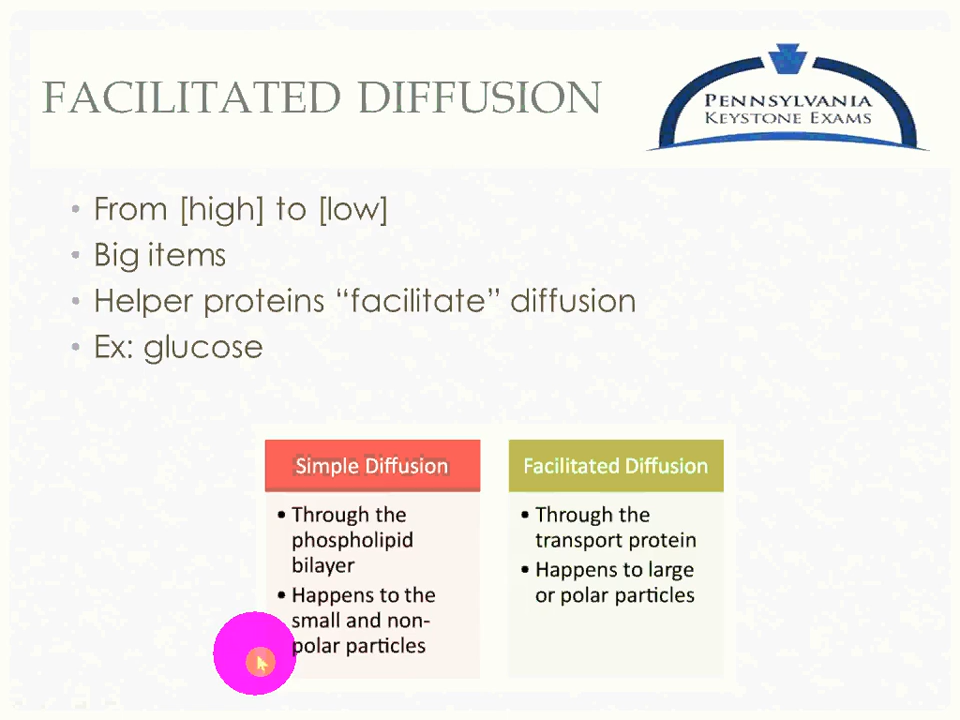 FACILITATED DIFFUSION
PENNSYLVANIA
KEYSTONE EXAMS
• From [high] to [low]
• Big items
• Helper proteins “facilitate” diffusion
• Ex: glucose
Simple Diffusion
• Through the
phospholipid
bilayer
• Happens to the
small and non-
polar particles
Facilitated Diffusion
• Through the
transport protein
• Happens to large
or polar particles